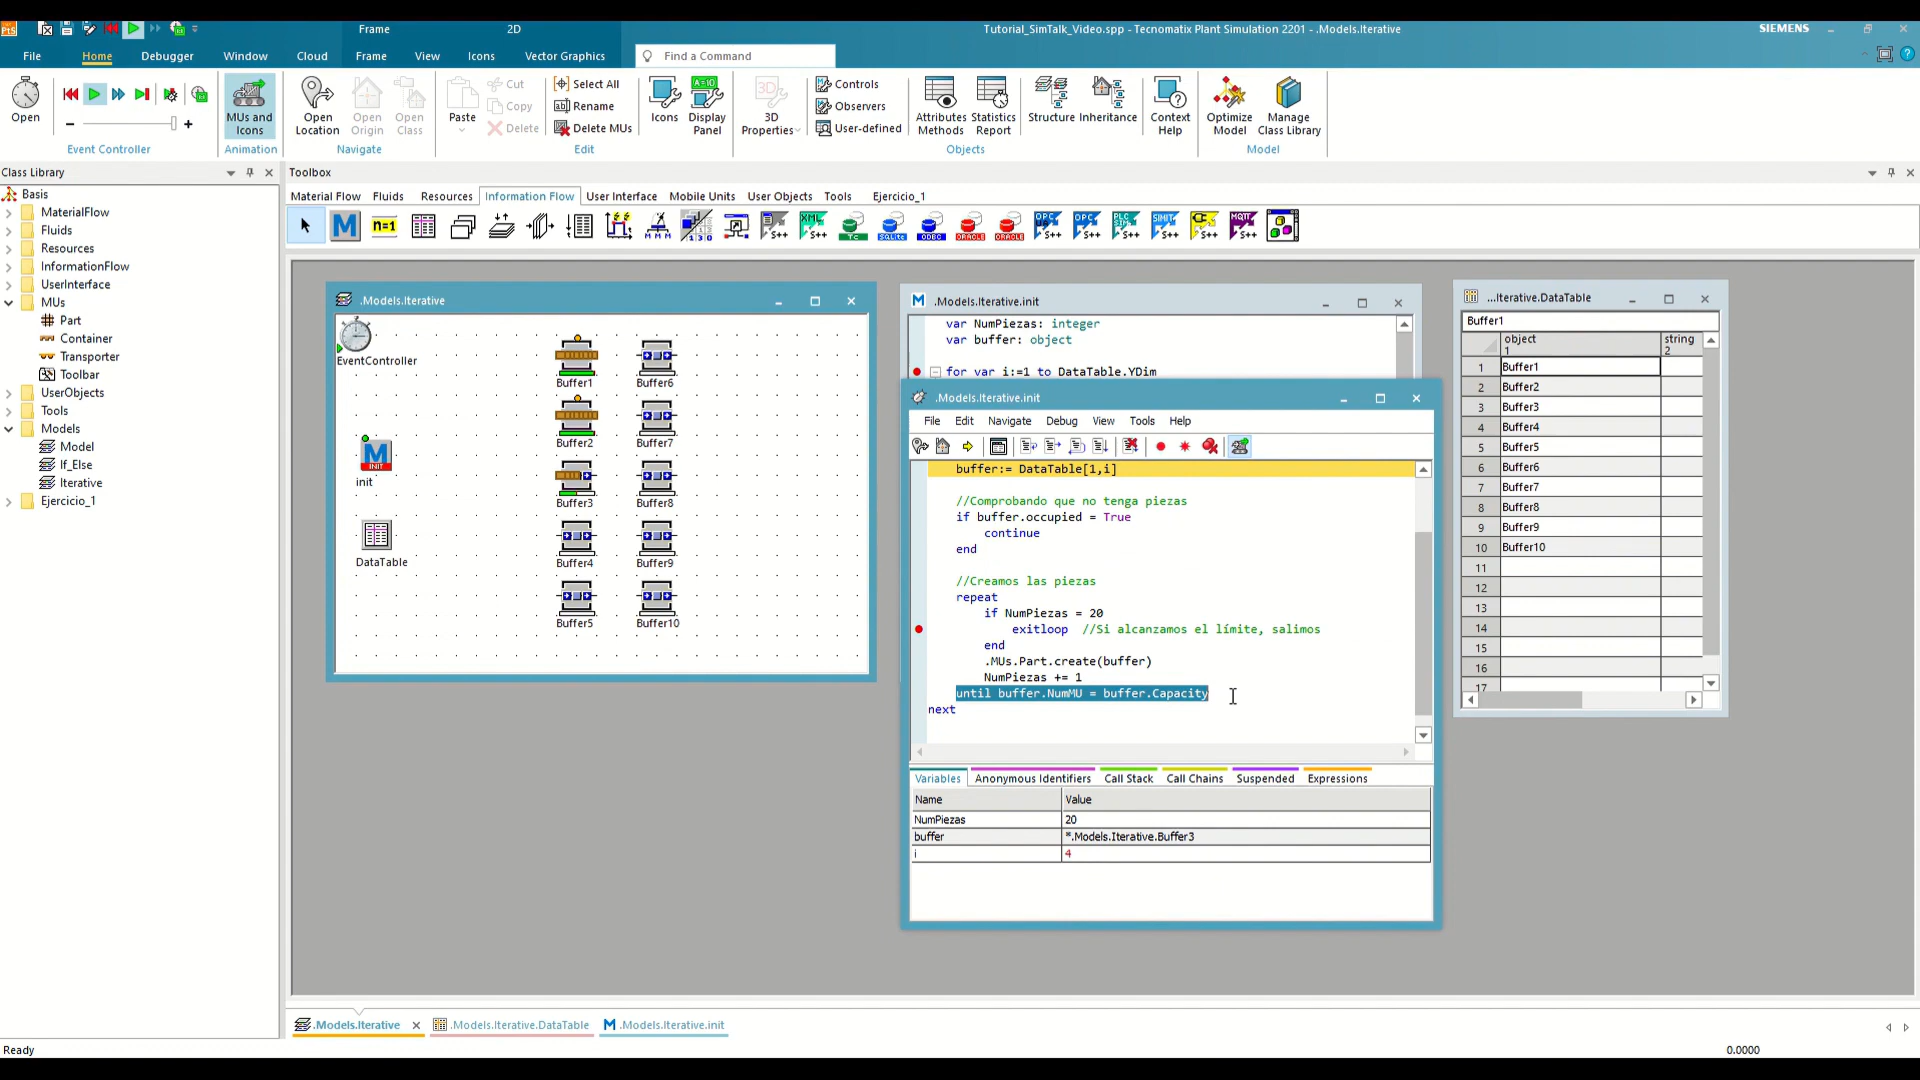 Frame
2D
Tutorial_SimTalk_Video.spp - Tecnomatix Plant Simulation 2201 - .Models.Iterative
SIEMENS
File
Home
Debugger
Window
Cloud
Frame
View
Icons
Vector Graphics
Find a Command
Open
Event Controller
MUs and
Icons
Animation
Open
Location
Open
Origin
Open
Class
Navigate
Paste
Cut
Copy
Delete
Select All
Rename
Delete MUs
Edit
Icons
Display
Panel
3D
Properties
Controls
Observers
User-defined
Attributes
Methods
Statistics
Report
Structure
Inheritance
Objects
Context
Help
Optimize
Model
Manage
Class Library
Model
Class Library
Basis
MaterialFlow
Fluids
Resources
InformationFlow
UserInterface
MUs
Part
Container
Transporter
Toolbar
UserObjects
Tools
Models
Model
If_Else
Iterative
Ejercicio_1
Toolbox
Material Flow
Fluids
Resources
Information Flow
User Interface
Mobile Units
User Objects
Tools
Ejercicio_1
M
n=1
.Models.Iterative
EventController
M
INIT
init
DataTable
Buffer1
Buffer2
Buffer3
Buffer4
Buffer5
Buffer6
Buffer7
Buffer8
Buffer9
Buffer10
M .Models.Iterative.init
var NumPiezas: integer
var buffer: object
for var i:=1 to DataTable.YDim
.Models.Iterative.init
File Edit Navigate Debug View Tools Help
buffer:= DataTable[1,i]
//Comprobando que no tenga piezas
if buffer.occupied = True
continue
end
//Creamos las piezas
repeat
if NumPiezas = 20
exitloop //Si alcanzamos el límite, salimos
end
.MUs.Part.create(buffer)
NumPiezas += 1
until buffer.NumMU = buffer.Capacity
next
Variables Anonymous Identifiers Call Stack Call Chains Suspended Expressions
Name Value
NumPiezas 20
buffer *.Models.Iterative.Buffer3
i 4
...Iterative.DataTable
Buffer1
object string
1 2
1 Buffer1
2 Buffer2
3 Buffer3
4 Buffer4
5 Buffer5
6 Buffer6
7 Buffer7
8 Buffer8
9 Buffer9
10 Buffer10
11
12
13
14
15
16
17
.Models.Iterative
.Models.Iterative.DataTable
M .Models.Iterative.init
Ready
0.0000